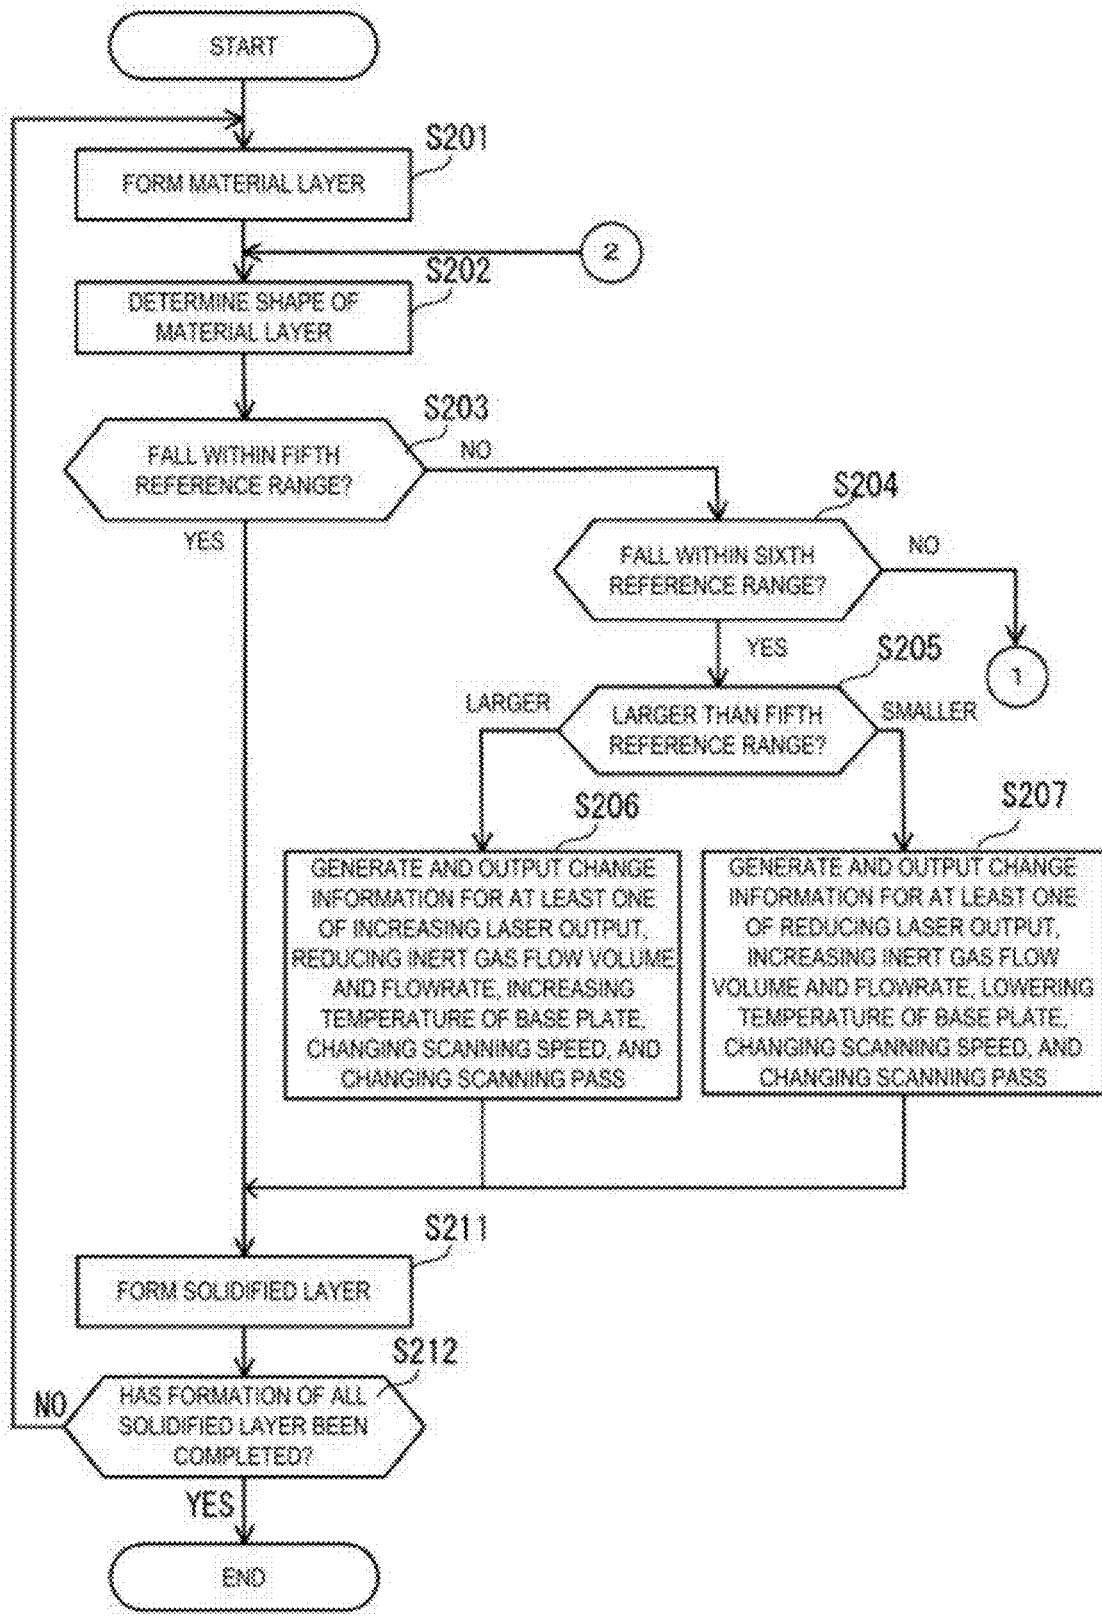 START
S201
FORM MATERIAL LAYER
2
S202
DETERMINE SHAPE OF
MATERIAL LAYER
S203
FALL WITHIN FIFTH
REFERENCE RANGE?
NO
YES
S204
FALL WITHIN SIXTH
REFERENCE RANGE?
NO
YES
1
S205
LARGER
LARGER THAN FIFTH
REFERENCE RANGE?
SMALLER
S206
GENERATE AND OUTPUT CHANGE
INFORMATION FOR AT LEAST ONE
OF INCREASING LASER OUTPUT,
REDUCING INERT GAS FLOW VOLUME
AND FLOWRATE, INCREASING
TEMPERATURE OF BASE PLATE,
CHANGING SCANNING SPEED, AND
CHANGING SCANNING PASS
S207
GENERATE AND OUTPUT CHANGE
INFORMATION FOR AT LEAST ONE
OF REDUCING LASER OUTPUT,
INCREASING INERT GAS FLOW
VOLUME AND FLOWRATE, LOWERING
TEMPERATURE OF BASE PLATE,
CHANGING SCANNING SPEED, AND
CHANGING SCANNING PASS
S211
FORM SOLIDIFIED LAYER
S212
NO
HAS FORMATION OF ALL
SOLIDIFIED LAYER BEEN
COMPLETED?
YES
END